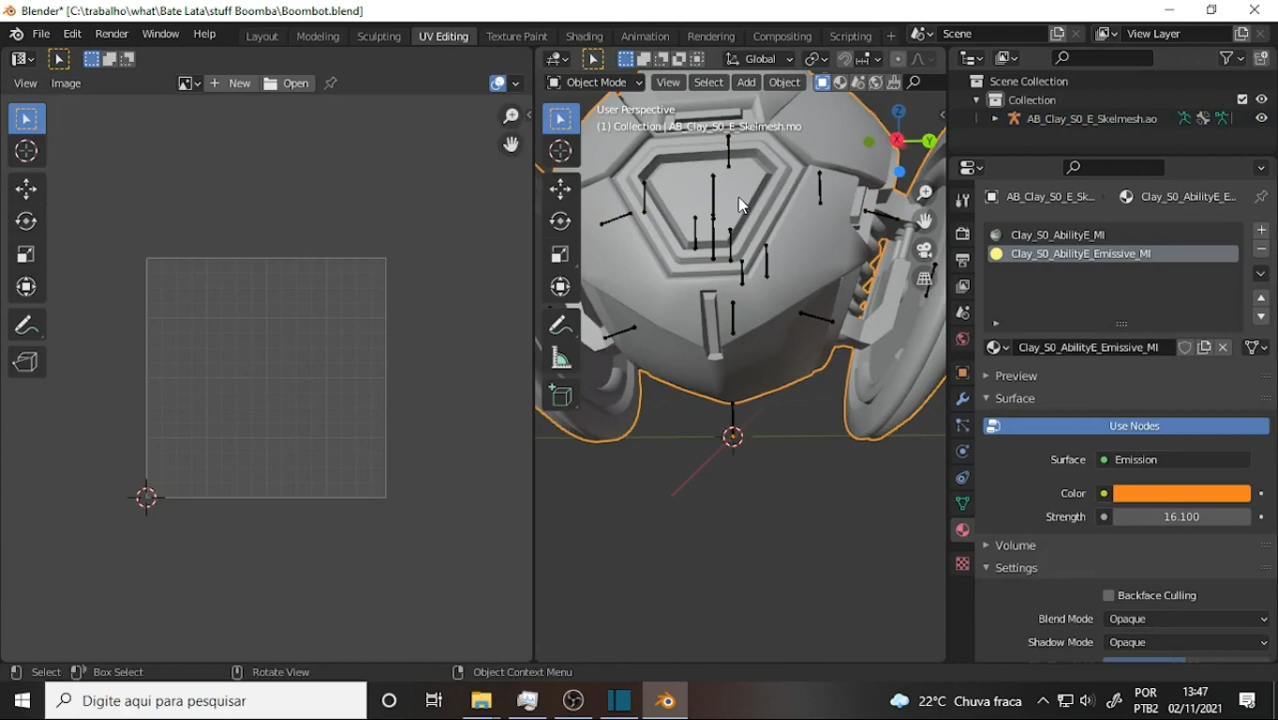 Blender* [C:\trabalho\what\Bate Lata\stuff Boomba\Boombot.blend]
File Edit Render Window Help
Layout Modeling Sculpting UV Editing Texture Paint Shading Animation Rendering Compositing Scripting
Scene
View Layer
View Image
New
Open
Global
Object Mode View Select Add Object
User Perspective
(1) Collection | AB_Clay_S0_E_Skelmesh.mo
Z
Y
X
Scene Collection
Collection
AB_Clay_S0_E_Skelmesh.ao
AB_Clay_S0_E_Sk...
Clay_S0_AbilityE_E...
Clay_S0_AbilityE_MI
Clay_S0_AbilityE_Emissive_MI
Clay_S0_AbilityE_Emissive_MI
Preview
Surface
Use Nodes
Surface Emission
Color
Strength 16.100
Volume
Settings
Backface Culling
Blend Mode Opaque
Shadow Mode Opaque
Select Box Select Rotate View Object Context Menu
Digite aqui para pesquisar
22°C Chuva fraca
POR
PTB2
13:47
02/11/2021